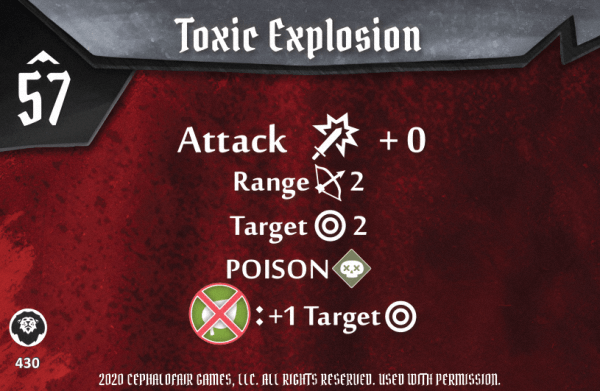 Toxic Explosion
57
Attack + 0
Range 2
Target 2
POISON
: +1 Target
430
2020 CEPHALOFAIR GAMES, LLC. ALL RIGHTS RESERVED. USED WITH PERMISSION.